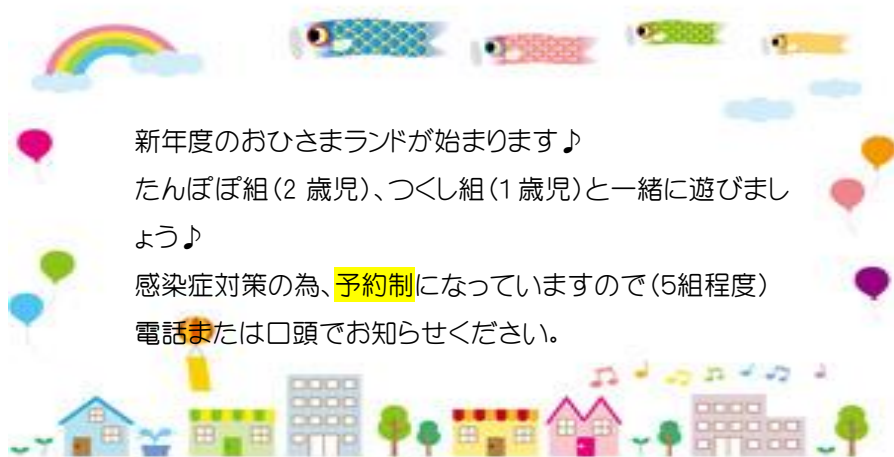 新年度のおひさまランドが始まります♪
たんぽぽ組(2 歳児)、つくし組(1歳児)と一緒に遊びまし
ょう♪
感染症対策の為、予約制になっていますので(5組程度)
電話または口頭でお知らせください。